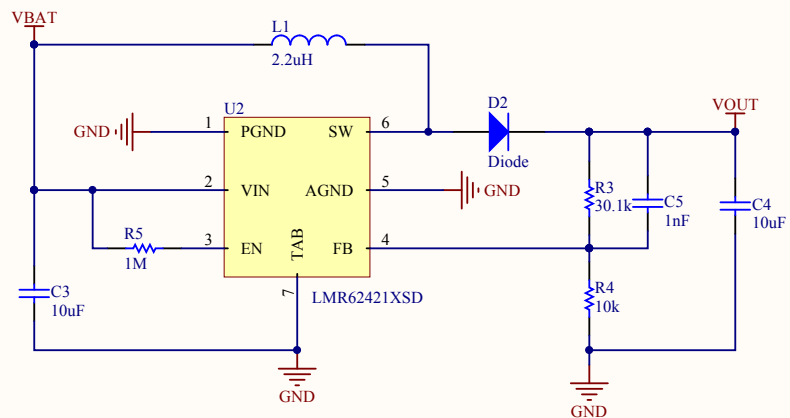 VBAT
L1
2.2uH
U2
GND
1
PGND
SW
6
D2
Diode
VOUT
2
VIN
AGND
5
GND
R3
30.1k
C5
1nF
C4
10uF
R5
1M
3
EN
TAB
FB
4
C3
10uF
7
LMR62421XSD
R4
10k
GND
GND